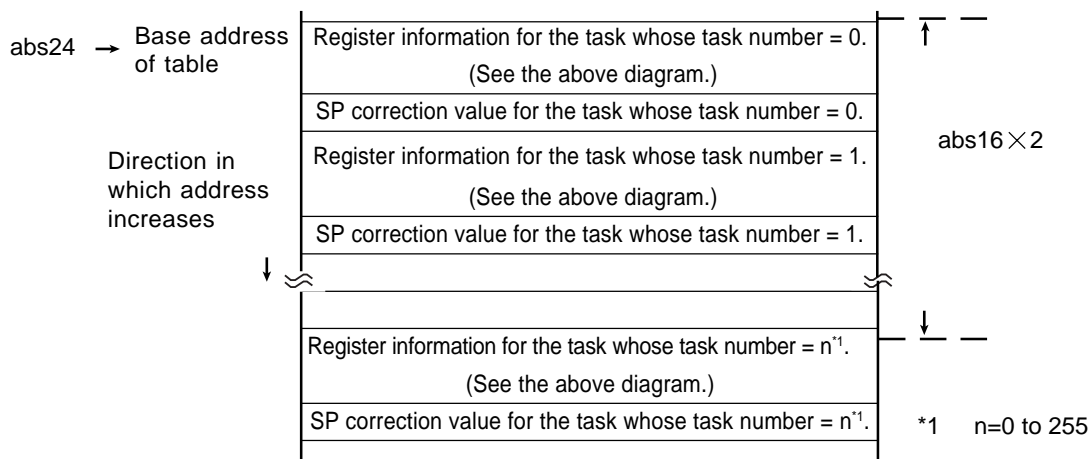 abs24 → Base address
of table
Register information for the task whose task number = 0.
(See the above diagram.)
SP correction value for the task whose task number = 0.
abs16×2
Direction in
which address
increases
Register information for the task whose task number = 1.
(See the above diagram.)
SP correction value for the task whose task number = 1.
Register information for the task whose task number = n*1.
(See the above diagram.)
SP correction value for the task whose task number = n*1.
*1 n=0 to 255